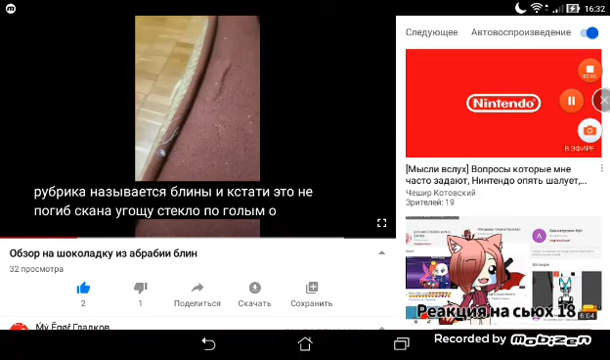 16:32
рубрика называется блины и кстати это не
погиб скана угощу стекло по голым о
Обзор на шоколадку из абрабии блин
32 просмотра
2
1
Поделиться
Скачать
Сохранить
Следующее
Автовоспроизведение
Nintendo
В ЭФИРЕ
[Мысли вслух] Вопросы которые мне
часто задают, Нинтендо опять шалует,...
Чешир Котовский
Зрителей: 19
Реакция на сьюх 18
6:04
Recorded by MOBIZEN